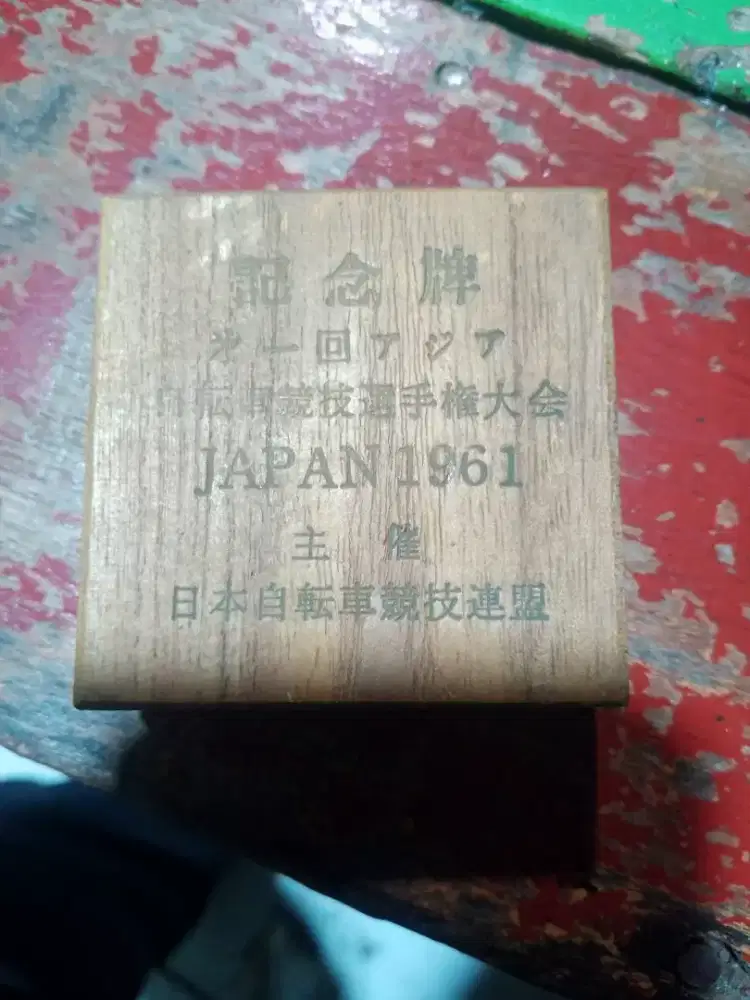 記念牌
第一回アジア
自転車競技選手権大会
JAPAN 1961
主催
日本自転車競技連盟